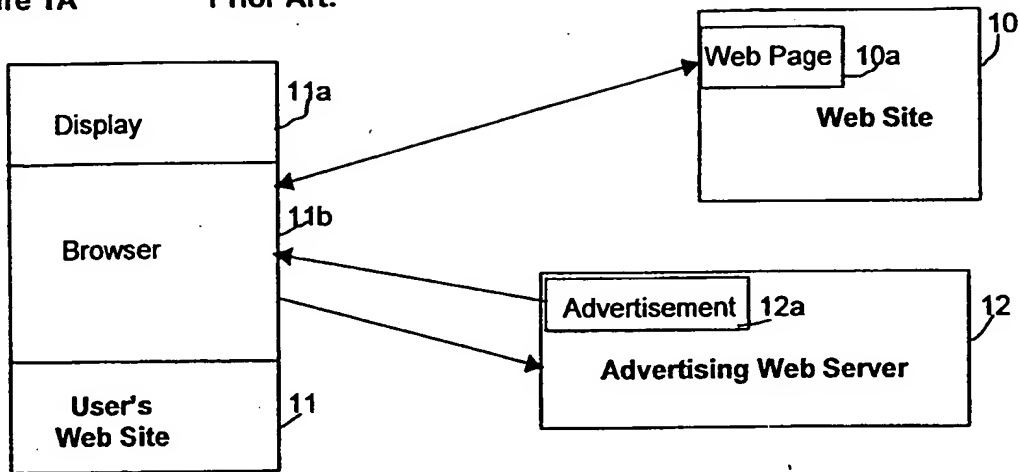 Prior Art.
10
Web Page
10a
Web Site
11a
Display
11b
Browser
Advertisement
12a
12
Advertising Web Server
User's
Web Site
11